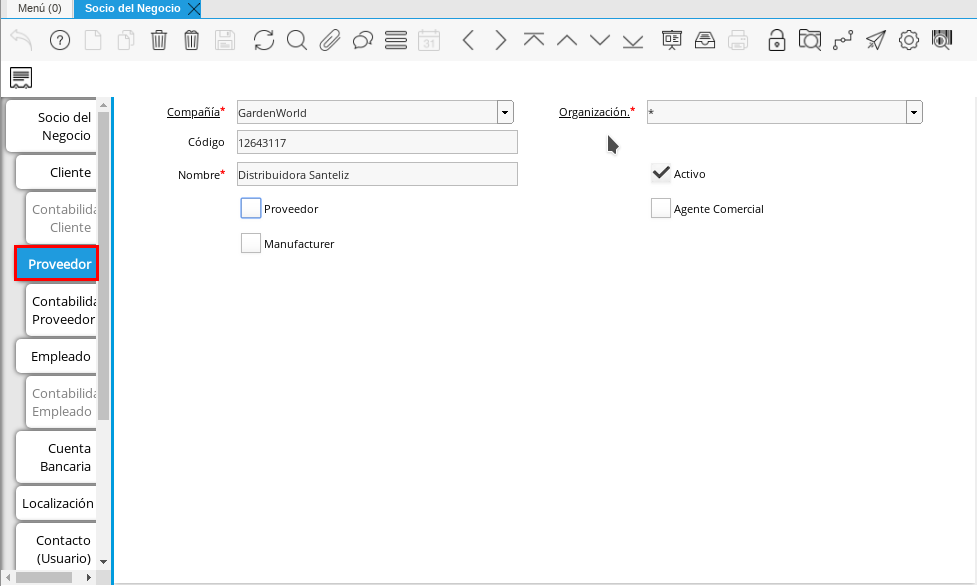 Menú (0)
Socio del Negocio
31
Socio del
Negocio
Cliente
Contabilida
Cliente
Proveedor
Contabilida
Proveedor
Empleado
Contabilida
Empleado
Cuenta
Bancaria
Localización
Contacto
(Usuario)
Compañía* GardenWorld
Organización.* *
Código 12643117
Nombre* Distribuidora Santeliz
Activo
Proveedor
Agente Comercial
Manufacturer